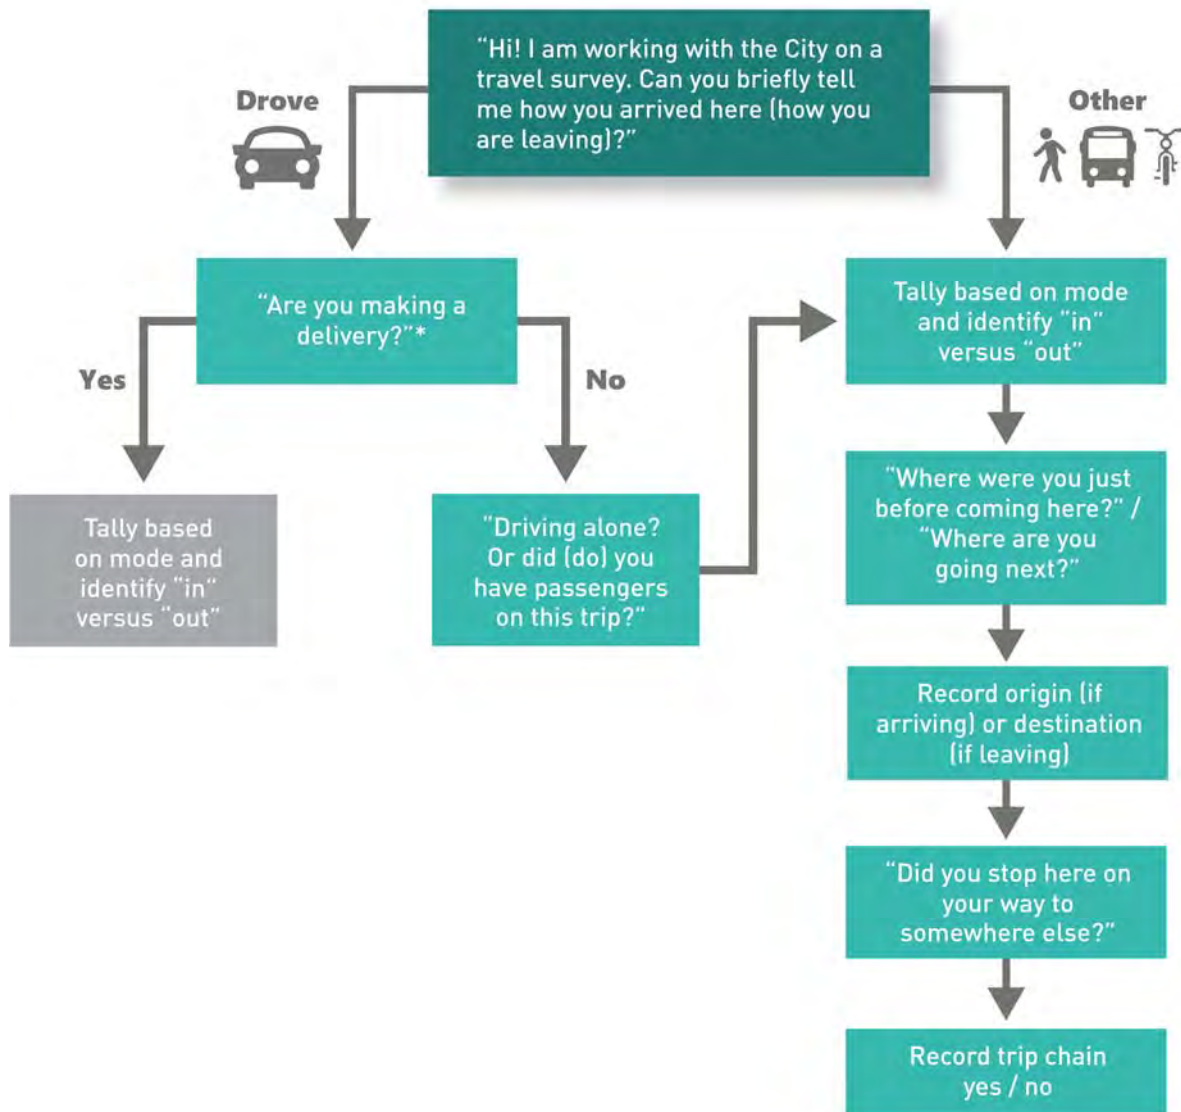 “Hi! I am working with the City on a
travel survey. Can you briefly tell
me how you arrived here (how you
are leaving)?”
Drove
Other
“Are you making a
delivery?”*
Yes
No
Tally based
on mode and
identify “in”
versus “out”
”Driving alone?
Or did (do) you
have passengers
on this trip?”
Tally based on mode
and identify “in”
versus “out”
“Where were you just
before coming here?” /
“Where are you
going next?”
Record origin (if
arriving) or destination
(if leaving)
“Did you stop here on
your way to
somewhere else?”
Record trip chain
yes / no